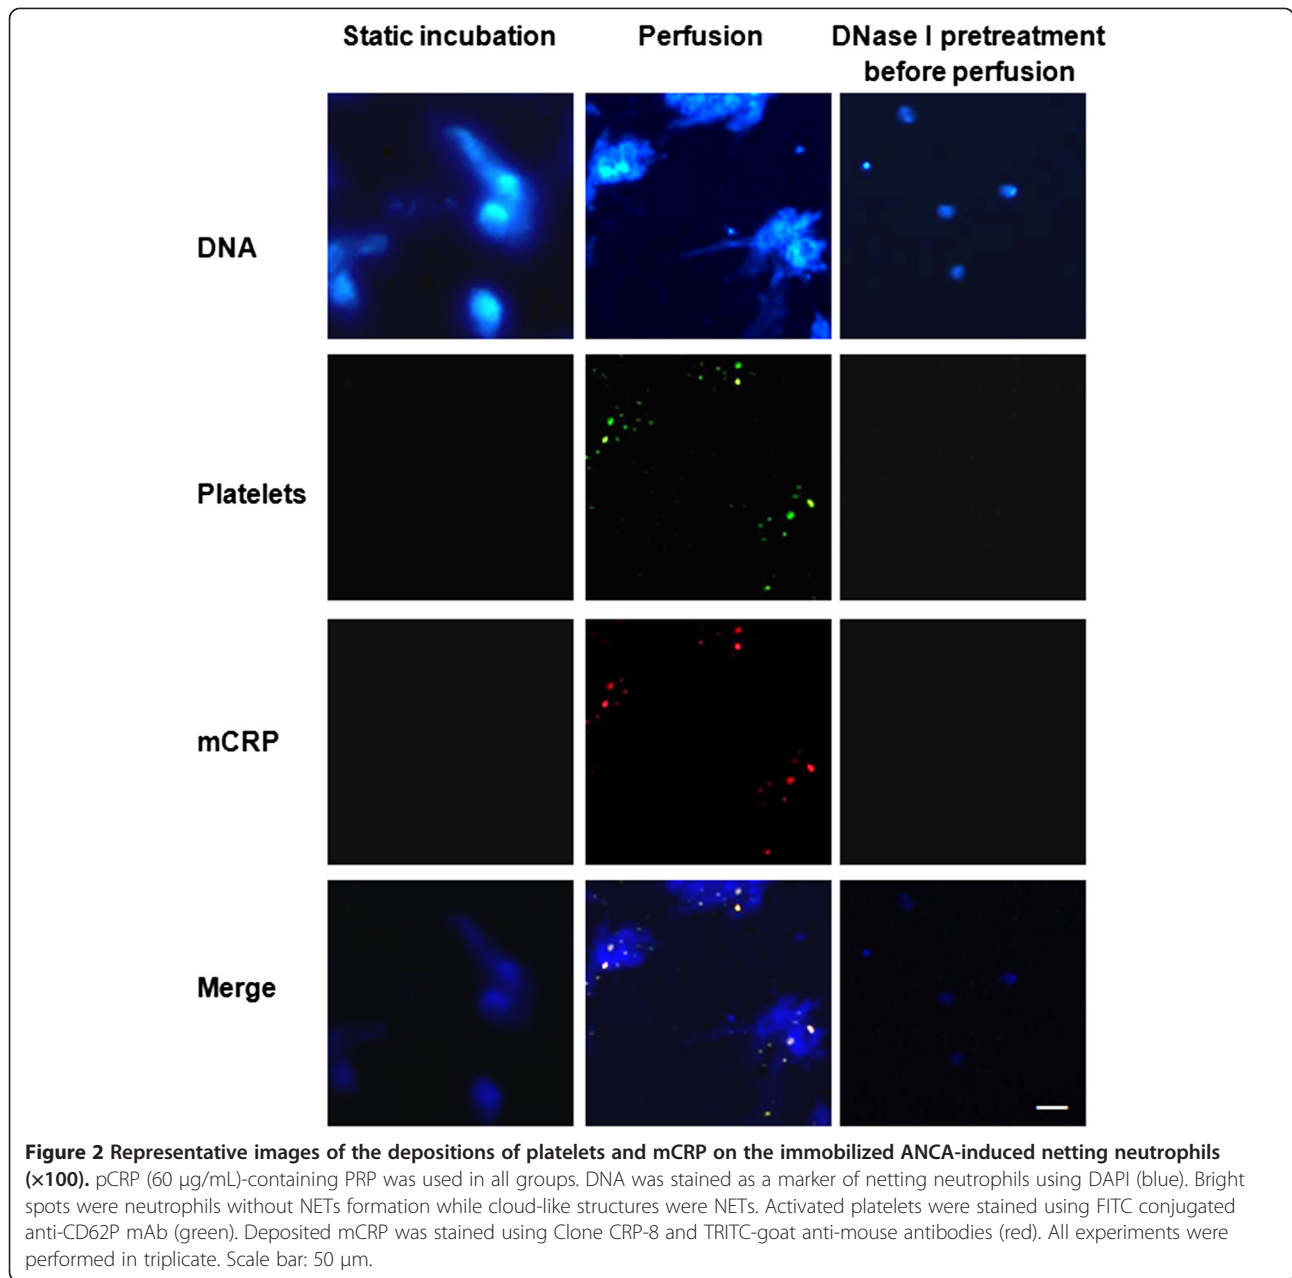 Static incubation
Perfusion
DNase I pretreatment
before perfusion
DNA
Platelets
mCRP
Merge
Figure 2 Representative images of the depositions of platelets and mCRP on the immobilized ANCA-induced netting neutrophils
(×100). pCRP (60 μg/mL)-containing PRP was used in all groups. DNA was stained as a marker of netting neutrophils using DAPI (blue). Bright
spots were neutrophils without NETs formation while cloud-like structures were NETs. Activated platelets were stained using FITC conjugated
anti-CD62P mAb (green). Deposited mCRP was stained using Clone CRP-8 and TRITC-goat anti-mouse antibodies (red). All experiments were
performed in triplicate. Scale bar: 50 μm.